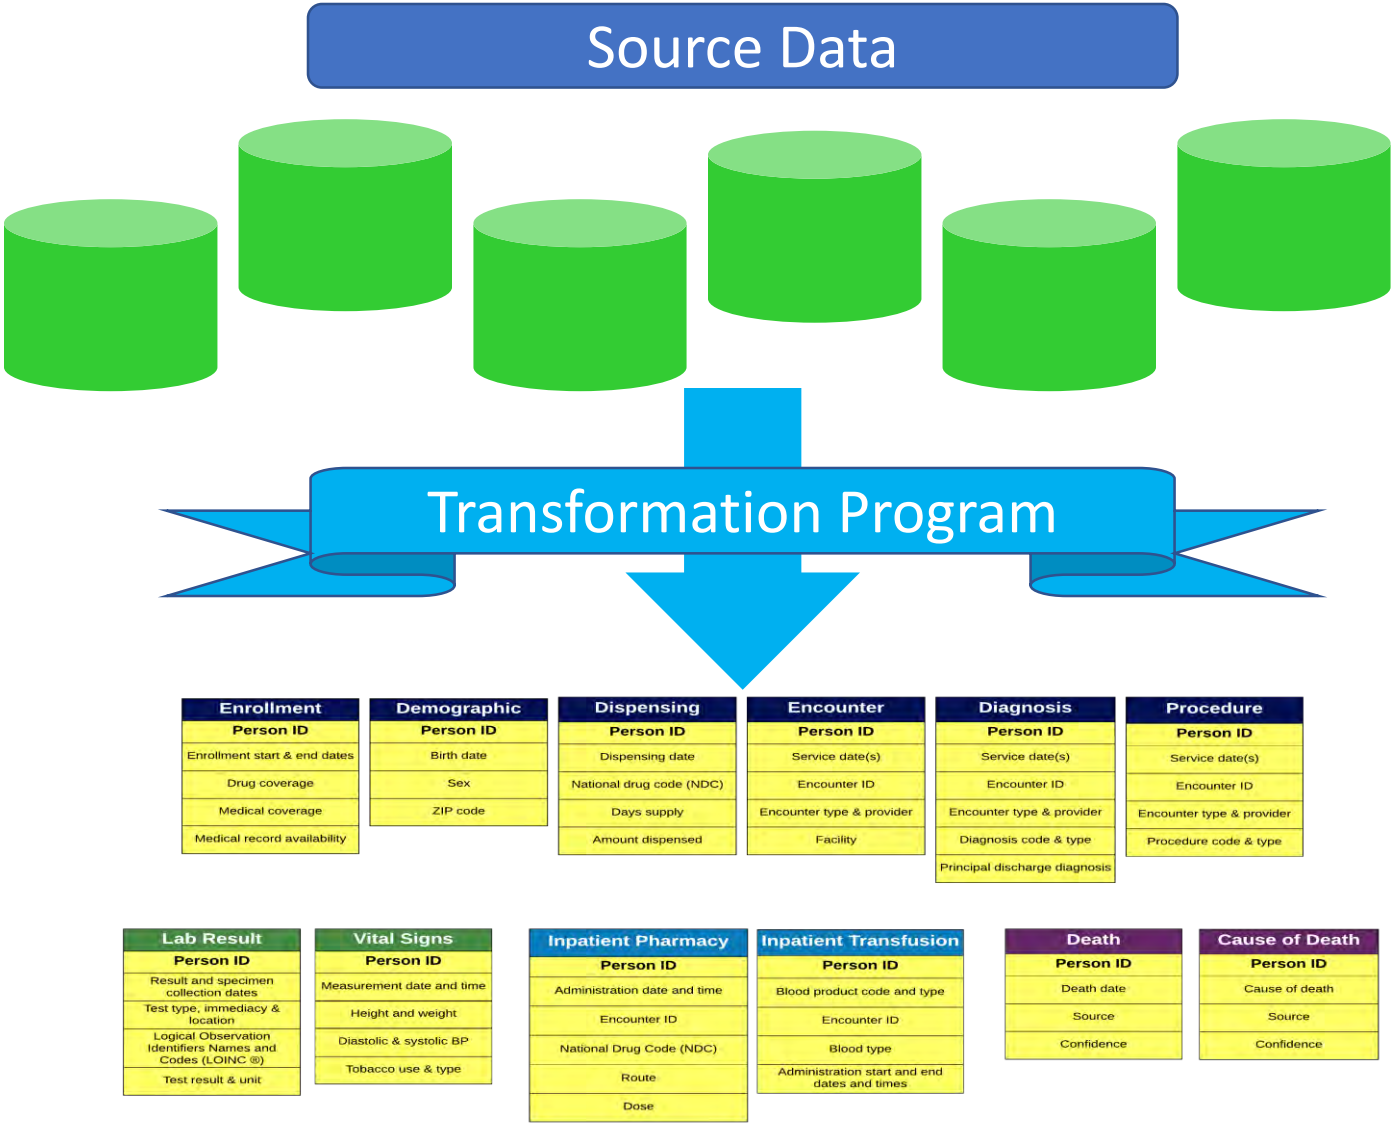 Source Data
Transformation Program
Enrollment
Person ID
Enrollment start & end dates
Drug coverage
Medical coverage
Medical record availability
Demographic
Person ID
Birth date
Sex
ZIP code
Dispensing
Person ID
Dispensing date
National drug code (NDC)
Days supply
Amount dispensed
Encounter
Person ID
Service date(s)
Encounter ID
Encounter type & provider
Facility
Diagnosis
Person ID
Service date(s)
Encounter ID
Encounter type & provider
Diagnosis code & type
Principal discharge diagnosis
Procedure
Person ID
Service date(s)
Encounter ID
Encounter type & provider
Procedure code & type
Lab Result
Person ID
Result and specimen
collection dates
Test type, immediacy &
location
Logical Observation
Identifiers Names and
Codes (LOINC ®)
Test result & unit
Vital Signs
Person ID
Measurement date and time
Height and weight
Diastolic & systolic BP
Tobacco use & type
Inpatient Pharmacy
Person ID
Administration date and time
Encounter ID
National Drug Code (NDC)
Route
Dose
Inpatient Transfusion
Person ID
Blood product code and type
Encounter ID
Blood type
Administration start and end
dates and times
Death
Person ID
Death date
Source
Confidence
Cause of Death
Person ID
Cause of death
Source
Confidence